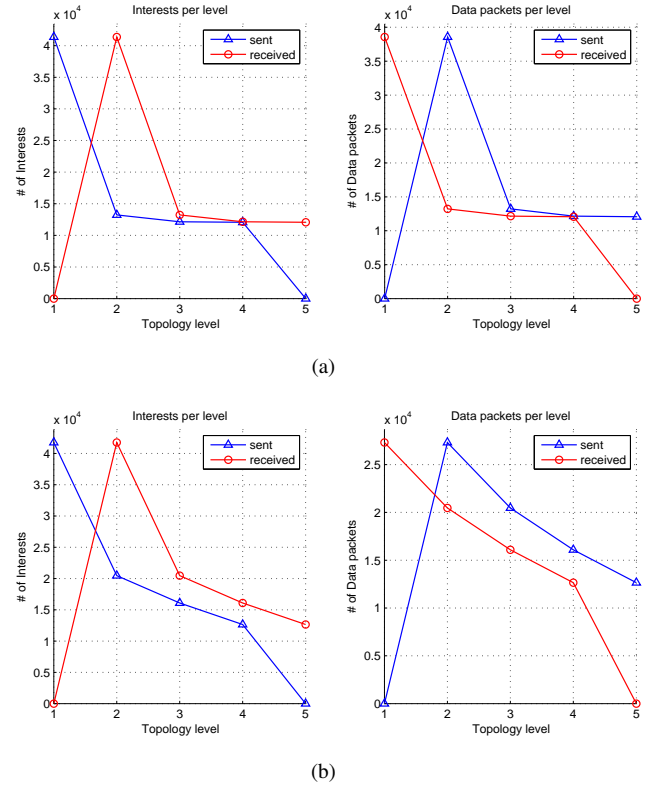 Interests per level
x 10^4
4
3.5
3
2.5
2
1.5
1
0.5
0
# of Interests
sent
received
1 2 3 4 5
Topology level
Data packets per level
x 10^4
4
3.5
3
2.5
2
1.5
1
0.5
0
# of Data packets
sent
received
1 2 3 4 5
Topology level
(a)
Interests per level
x 10^4
4
3.5
3
2.5
2
1.5
1
0.5
0
# of Interests
sent
received
1 2 3 4 5
Topology level
Data packets per level
x 10^4
2.5
2
1.5
1
0.5
0
# of Data packets
sent
received
1 2 3 4 5
Topology level
(b)